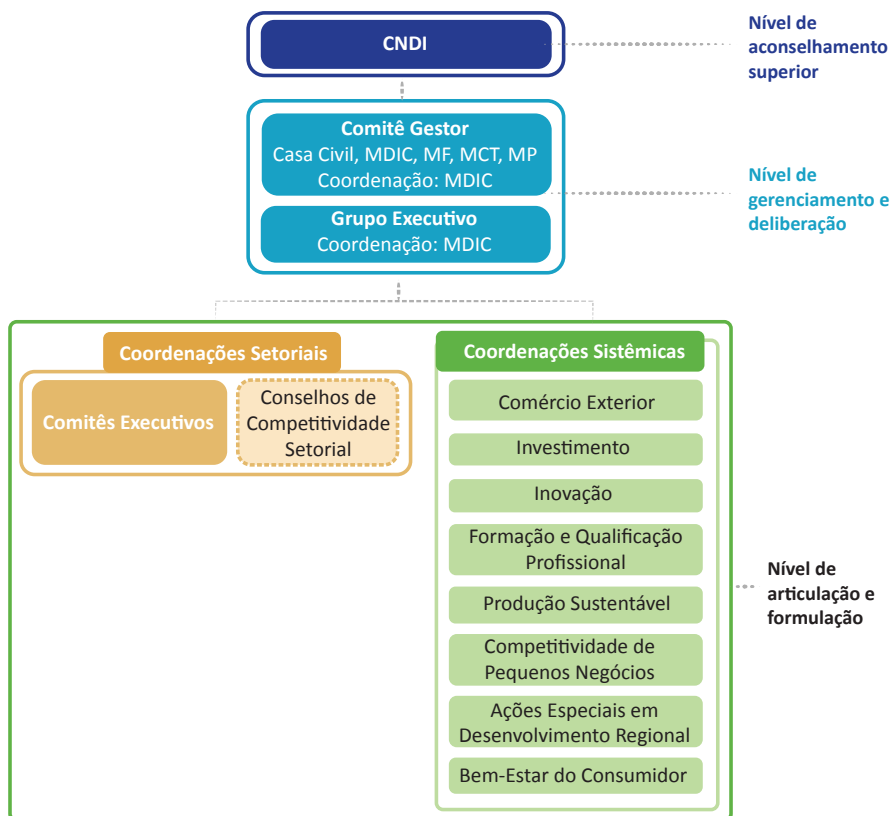 CNDI
Nível de
aconselhamento
superior
Comitê Gestor
Casa Civil, MDIC, MF, MCT, MP
Coordenação: MDIC
Grupo Executivo
Coordenação: MDIC
Nível de
gerenciamento e
deliberação
Coordenações Setoriais
Comitês Executivos
Conselhos de
Competitividade
Setorial
Coordenações Sistêmicas
Comércio Exterior
Investimento
Inovação
Formação e Qualificação
Profissional
Produção Sustentável
Competitividade de
Pequenos Negócios
Ações Especiais em
Desenvolvimento Regional
Bem-Estar do Consumidor
Nível de
articulação e
formulação